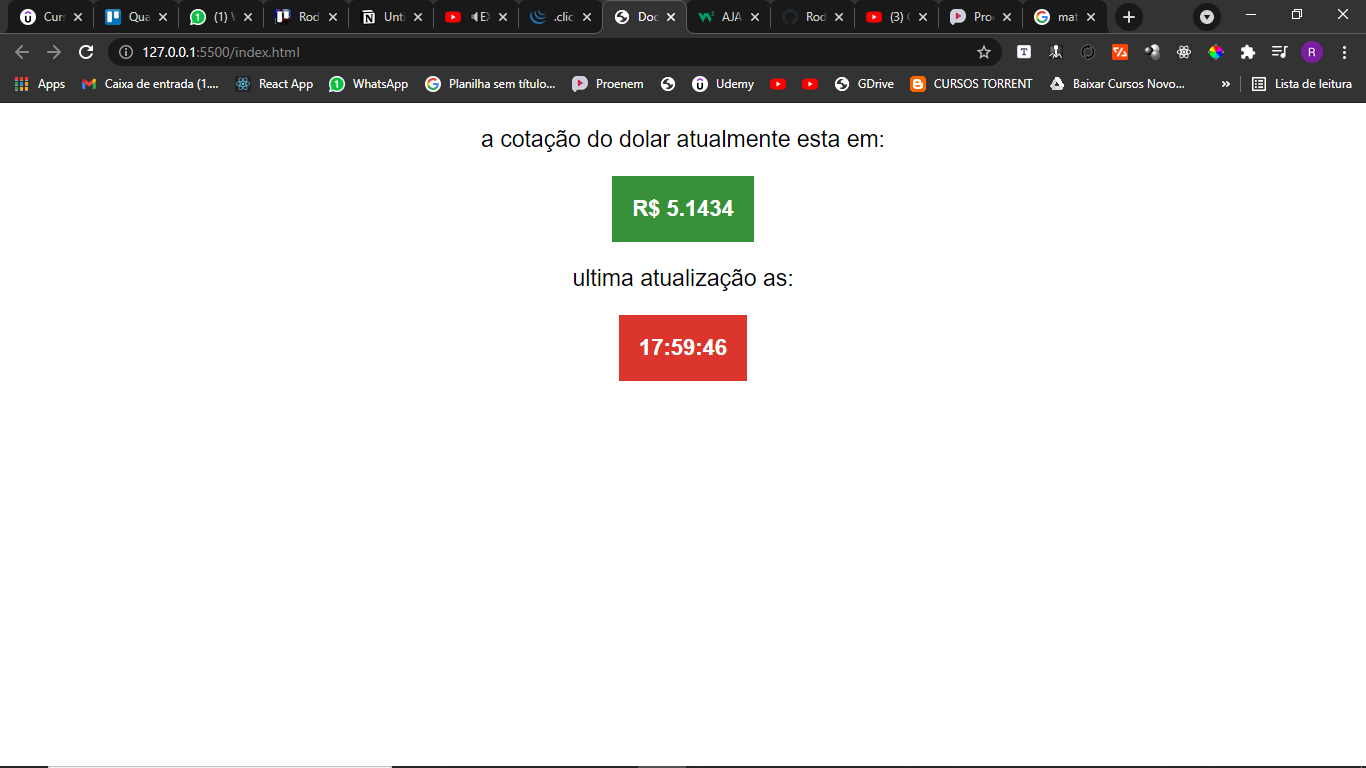 Curs Qua (1) W Rod Unti EX .clic Doc AJA Rod (3) Proe mat
127.0.0.1:5500/index.html
Apps Caixa de entrada (1.... React App WhatsApp Planilha sem título... Proenem Udemy GDrive CURSOS TORRENT Baixar Cursos Novo... » Lista de leitura
a cotação do dolar atualmente esta em:
R$ 5.1434
ultima atualização as:
17:59:46